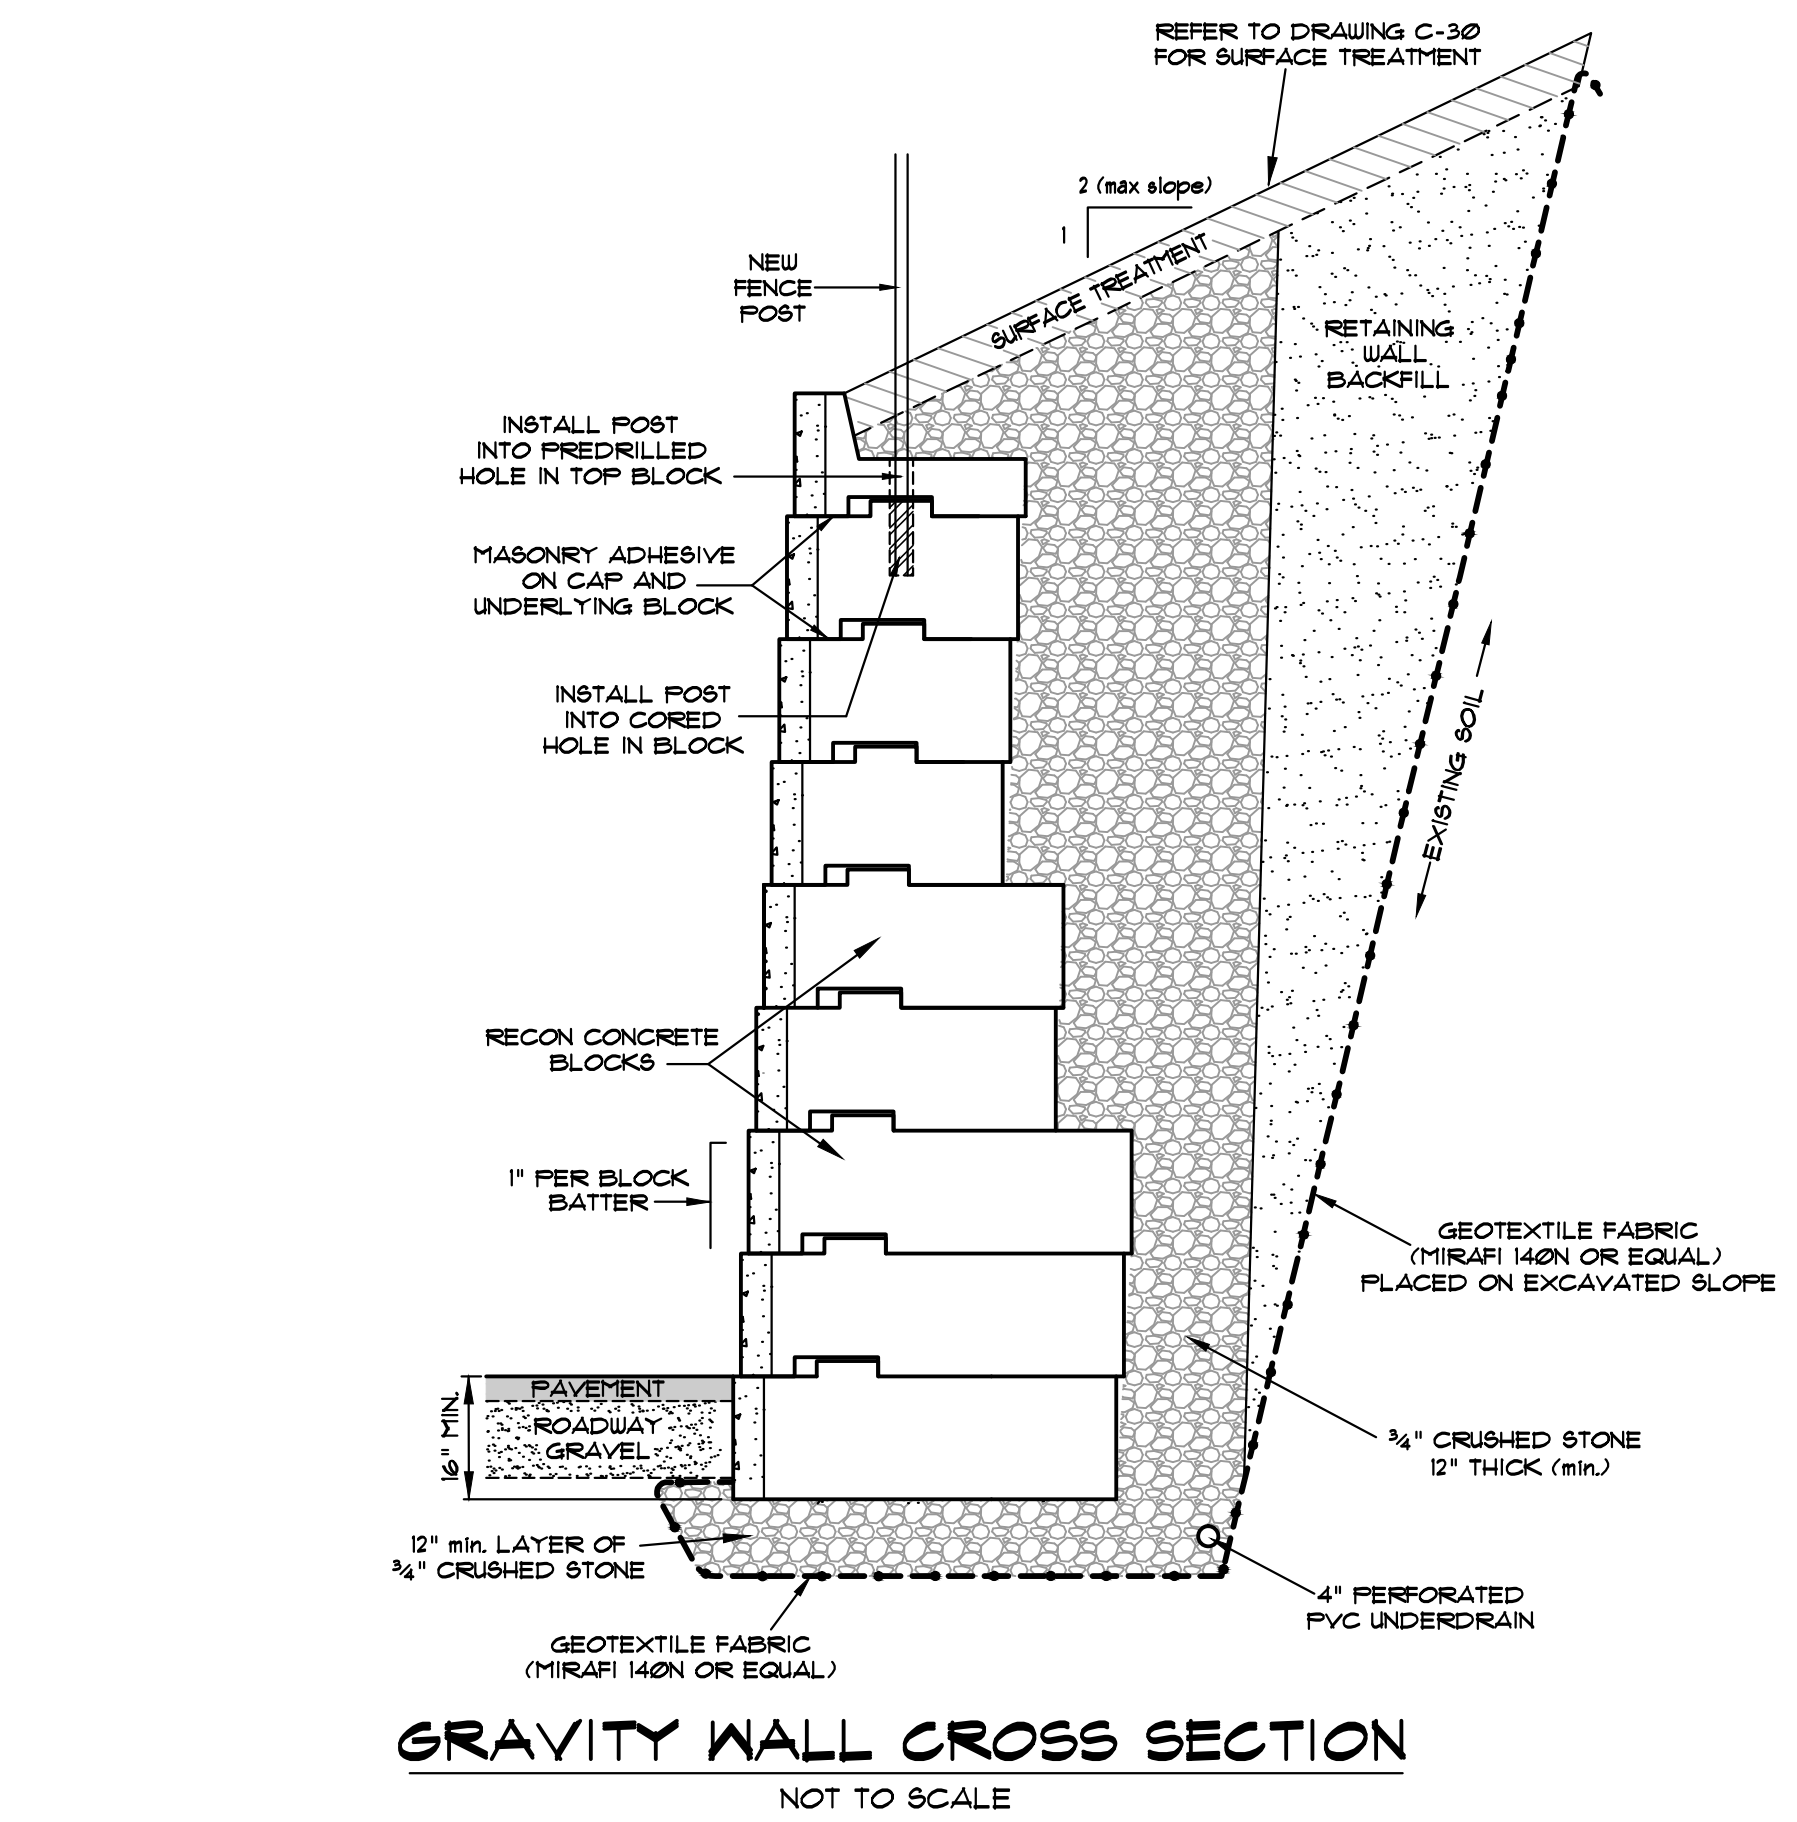 REFER TO DRAWING C-30
FOR SURFACE TREATMENT
2 (max slope)
1
SURFACE TREATMENT
NEW
FENCE
POST
RETAINING
WALL
BACKFILL
INSTALL POST
INTO PREDRILLED
HOLE IN TOP BLOCK
MASONRY ADHESIVE
ON CAP AND
UNDERLYING BLOCK
INSTALL POST
INTO CORED
HOLE IN BLOCK
EXISTING SOIL
RECON CONCRETE
BLOCKS
1" PER BLOCK
BATTER
GEOTEXTILE FABRIC
(MIRAFI 140N OR EQUAL)
PLACED ON EXCAVATED SLOPE
16" MIN.
PAVEMENT
ROADWAY
GRAVEL
3/4" CRUSHED STONE
12" THICK (min.)
12" min. LAYER OF
3/4" CRUSHED STONE
4" PERFORATED
PVC UNDERDRAIN
GEOTEXTILE FABRIC
(MIRAFI 140N OR EQUAL)
GRAVITY WALL CROSS SECTION
NOT TO SCALE